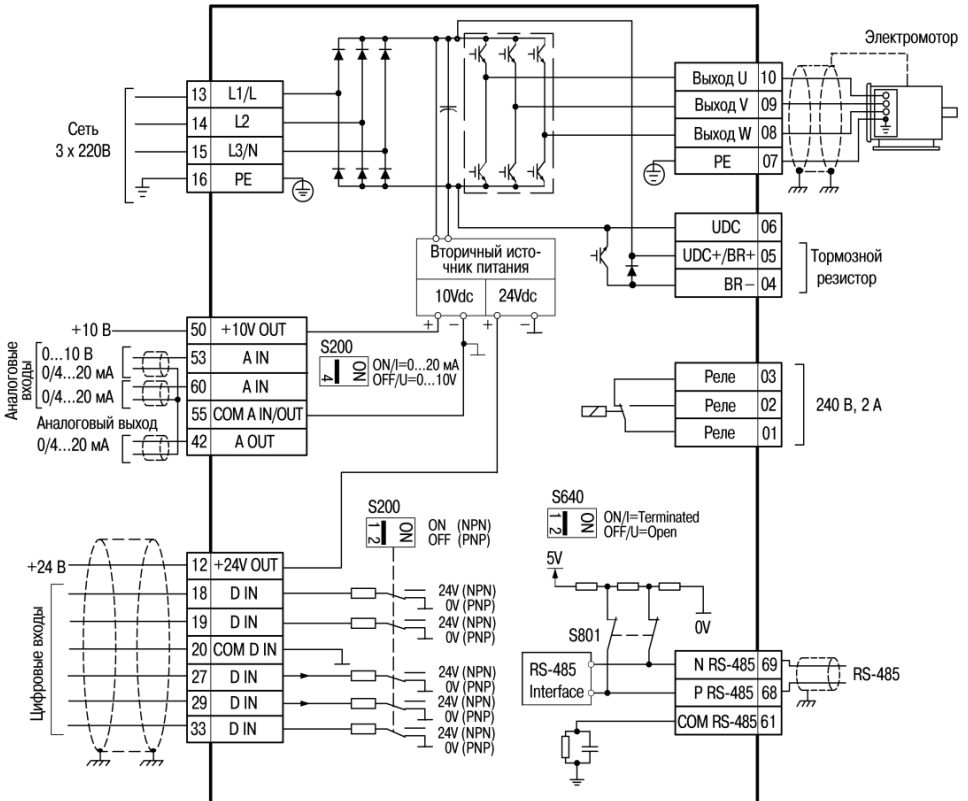 Сеть
3 x 220В
13 L1/L
14 L2
15 L3/N
16 PE
Электромотор
Выход U 10
Выход V 09
Выход W 08
PE 07
UDC 06
UDC+/BR+ 05
BR− 04
Тормозной
резистор
Вторичный исто-
чник питания
10Vdc 24Vdc
+ − + −
+10 В
50 +10V OUT
53 A IN
60 A IN
55 COM A IN/OUT
42 A OUT
Аналоговые
входы
0...10 В
0/4...20 мА
0/4...20 мА
Аналоговый выход
0/4...20 мА
S200
4 ON
ON/I=0...20 мА
OFF/U=0...10V
Реле 03
Реле 02
Реле 01
240 В, 2 А
S200
1 2 ON
ON (NPN)
OFF (PNP)
S640
1 2 ON
ON/I=Terminated
OFF/U=Open
+24 В
Цифровые входы
12 +24V OUT
18 D IN
19 D IN
20 COM D IN
27 D IN
29 D IN
33 D IN
24V (NPN)
0V (PNP)
24V (NPN)
0V (PNP)
24V (NPN)
0V (PNP)
24V (NPN)
0V (PNP)
24V (NPN)
0V (PNP)
5V
0V
S801
RS-485
Interface
N RS-485 69
P RS-485 68
COM RS-485 61
RS-485